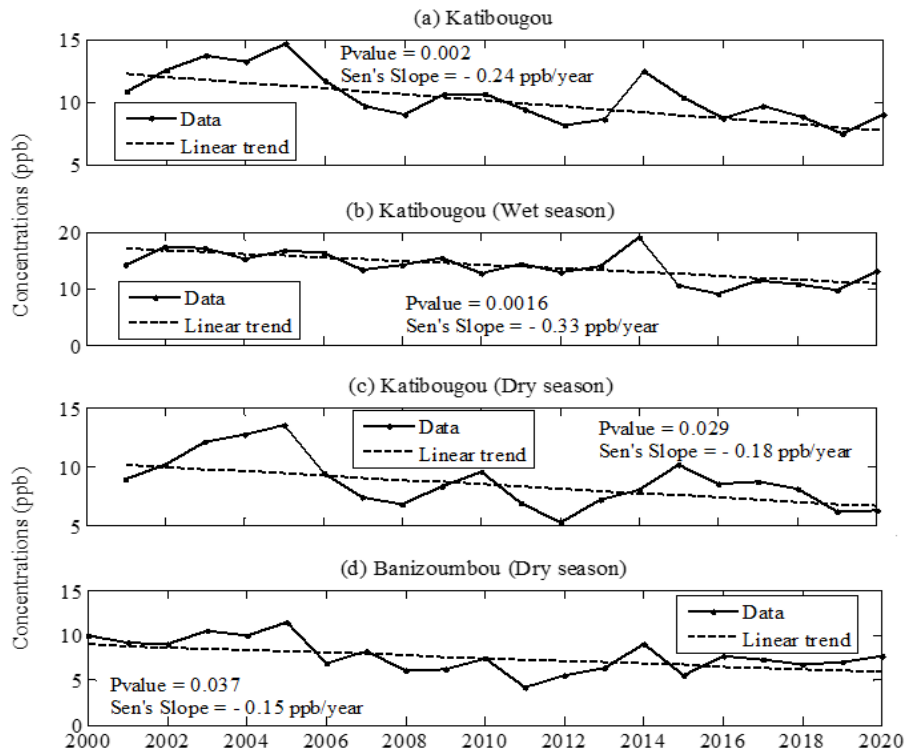 (a) Katibougou
15
10
5
Pvalue = 0.002
Sen's Slope = - 0.24 ppb/year
Data
Linear trend
Concentrations (ppb)
(b) Katibougou (Wet season)
20
10
0
Data
Linear trend
Pvalue = 0.0016
Sen's Slope = - 0.33 ppb/year
(c) Katibougou (Dry season)
15
10
5
Data
Linear trend
Pvalue = 0.029
Sen's Slope = - 0.18 ppb/year
Concentrations (ppb)
(d) Banizoumbou (Dry season)
15
10
5
0
Data
Linear trend
Pvalue = 0.037
Sen's Slope = - 0.15 ppb/year
2000 2002 2004 2006 2008 2010 2012 2014 2016 2018 2020